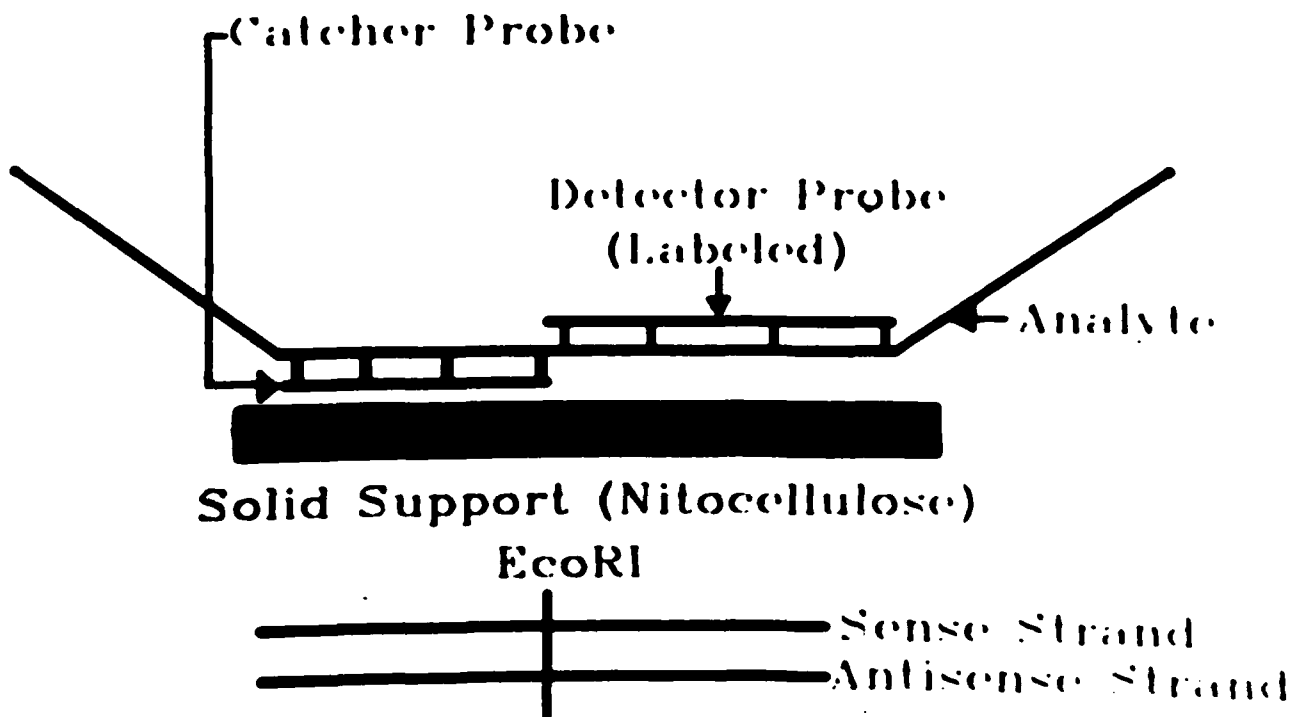 Catcher Probe
Detector Probe
(Labeled)
Analyte
Solid Support (Nitocellulose)
EcoRI
Sense Strand
Antisense Strand